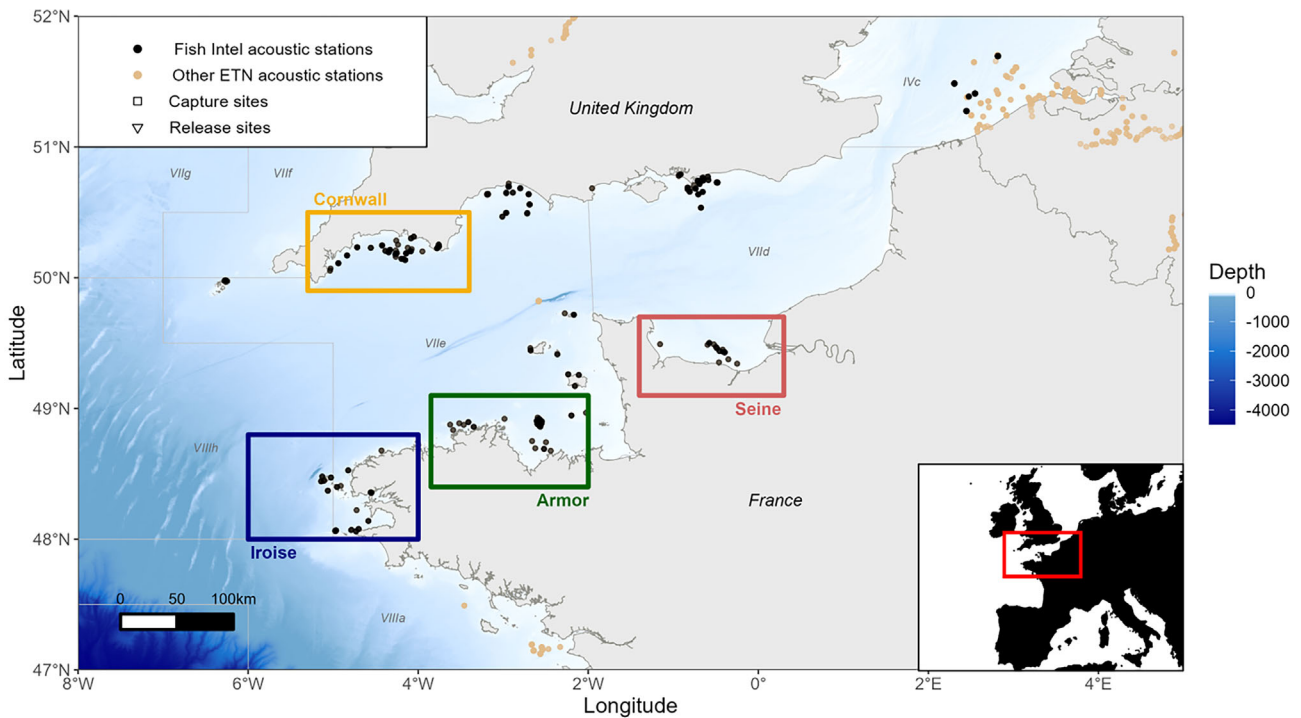 52°N
Fish Intel acoustic stations
Other ETN acoustic stations
Capture sites
Release sites
United Kingdom
IVc
51°N
VIIg
VIIf
Cornwall
VIId
50°N
Depth
0
-1000
-2000
-3000
-4000
Latitude
VIIe
49°N
Seine
VIIIh
Armor
France
48°N
Iroise
0 50 100km
VIIIa
47°N
8°W 6°W 4°W 2°W 0° 2°E 4°E
Longitude